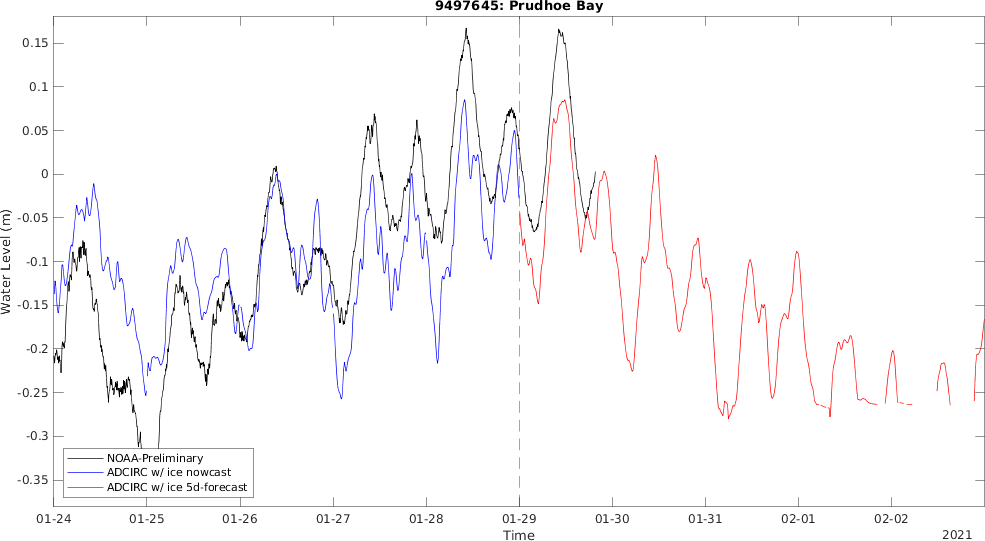 9497645: Prudhoe Bay
Water Level (m)
0.15
0.1
0.05
0
-0.05
-0.1
-0.15
-0.2
-0.25
-0.3
-0.35
NOAA-Preliminary
ADCIRC w/ ice nowcast
ADCIRC w/ ice 5d-forecast
01-24 01-25 01-26 01-27 01-28 01-29 01-30 01-31 02-01 02-02
Time
2021